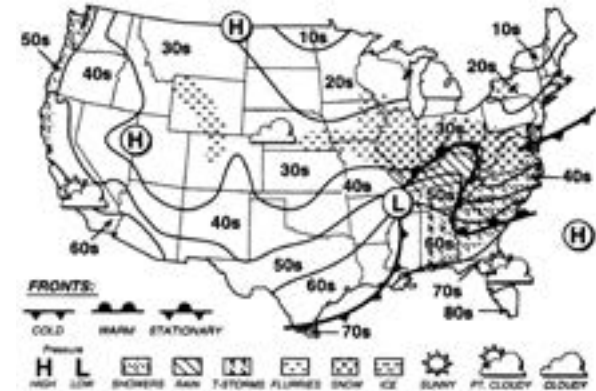 H
10s
10s
50s
30s
20s
20s
40s
H
30s
30s
40s
40s
L
40s
50s
60s
60s
60s
H
70s
80s
70s
FRONTS:
COLD WARM STATIONARY
Pressure
H L
HIGH LOW SHOWERS RAIN T-STORMS FLURRIES SNOW ICE SUNNY PT. CLOUDY CLOUDY